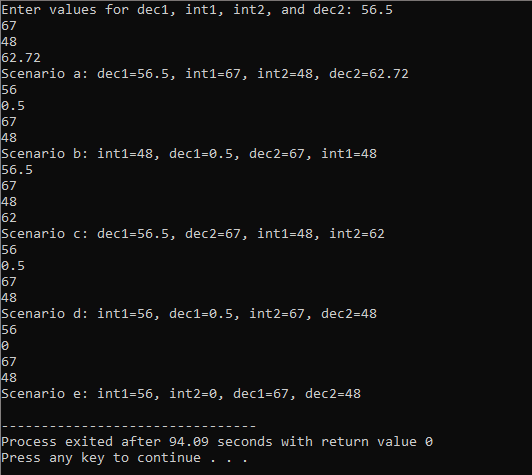 Enter values for dec1, int1, int2, and dec2: 56.5
67
48
62.72
Scenario a: dec1=56.5, int1=67, int2=48, dec2=62.72
56
0.5
67
48
Scenario b: int1=48, dec1=0.5, dec2=67, int1=48
56.5
67
48
62
Scenario c: dec1=56.5, dec2=67, int1=48, int2=62
56
0.5
67
48
Scenario d: int1=56, dec1=0.5, int2=67, dec2=48
56
0
67
48
Scenario e: int1=56, int2=0, dec1=67, dec2=48
--------------------------------
Process exited after 94.09 seconds with return value 0
Press any key to continue . . .